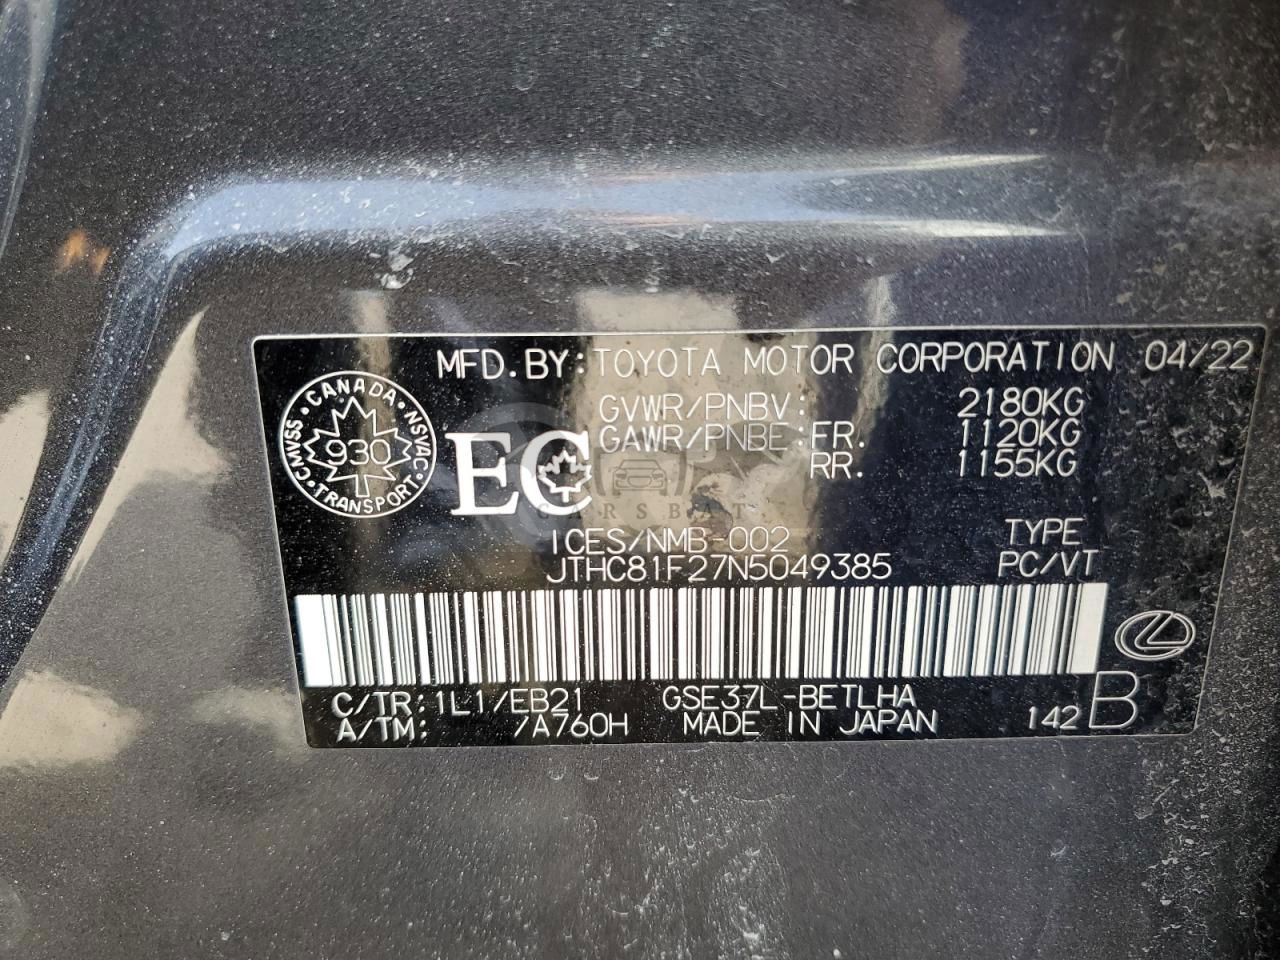 MFD.BY:TOYOTA MOTOR CORPORATION 04/22
GVWR/PNBV: 2180KG
GAWR/PNBE:FR. 1120KG
RR. 1155KG
CANADA
CMVSS 930 NSVAC
TRANSPORT
EC
CARSBAT
ICES/NMB-002 TYPE
JTHC81F27N5049385 PC/VT
C/TR:1L1/EB21 GSE37L-BETLHA
A/TM: /A760H MADE IN JAPAN 142 B